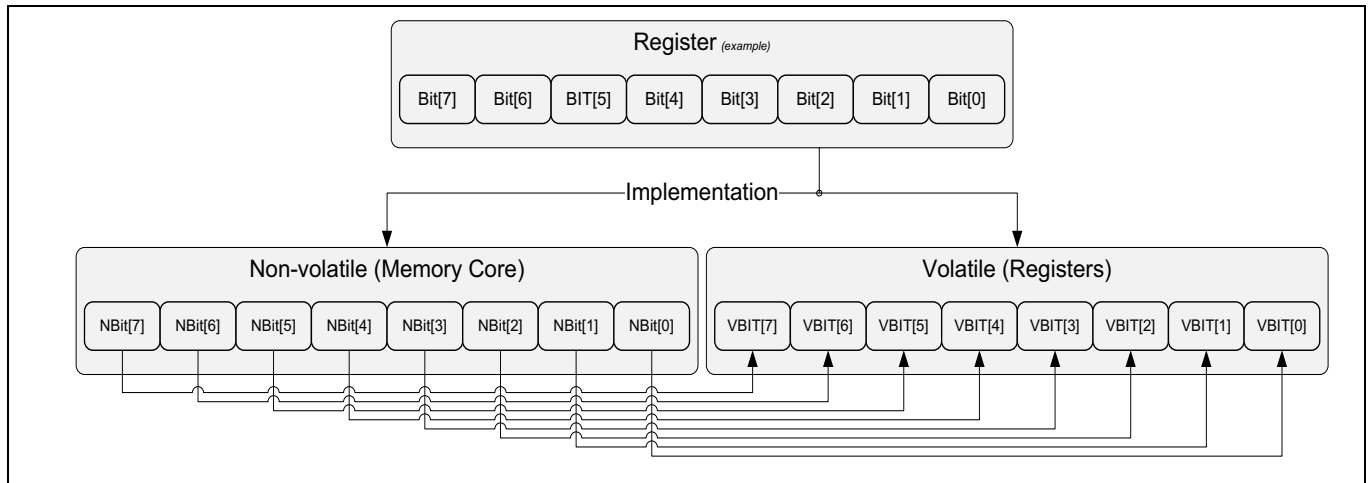 Register (example)
Bit[7] Bit[6] BIT[5] Bit[4] Bit[3] Bit[2] Bit[1] Bit[0]
Implementation
Non-volatile (Memory Core)
NBit[7] NBit[6] NBit[5] NBit[4] NBit[3] NBit[2] NBit[1] NBit[0]
Volatile (Registers)
VBIT[7] VBIT[6] VBIT[5] VBIT[4] VBIT[3] VBIT[2] VBIT[1] VBIT[0]